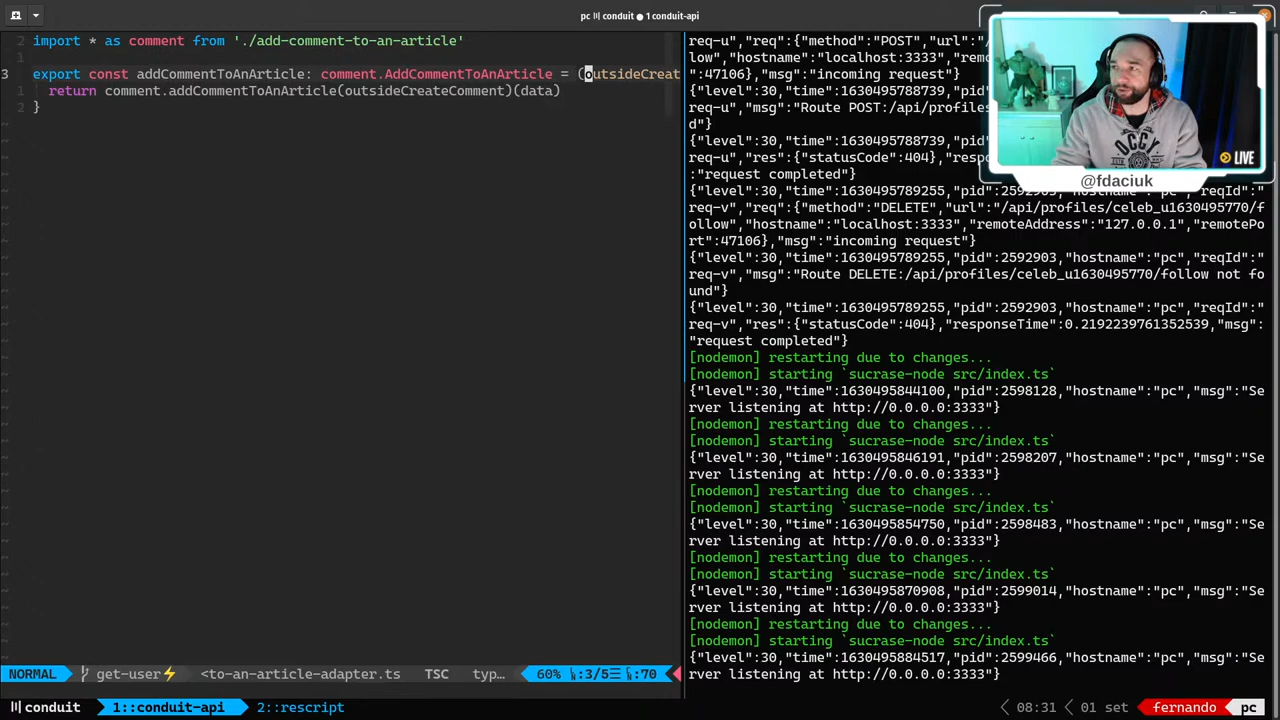 pc conduit ● 1 conduit-api
2 import * as comment from './add-comment-to-an-article'
3 export const addCommentToAnArticle: comment.AddCommentToAnArticle = (outsideCreat
1 return comment.addCommentToAnArticle(outsideCreateComment)(data)
2 }
req-u","req":{"method":"POST","url":"/
low","hostname":"localhost:3333","remo
":47106},"msg":"incoming request"}
{"level":30,"time":1630495788739,
req-u","msg":"Route POST:/api/profiles
d"}
{"level":30,"time":1630495788739,
req-u","res":{"statusCode":404},"respo
:"request completed"}
{"level":30,"time":1630495789255,"pid":2592903,"hostname":"pc","reqId":"
req-v","req":{"method":"DELETE","url":"/api/profiles/celeb_u1630495770/f
ollow","hostname":"localhost:3333","remoteAddress":"127.0.0.1","remotePo
rt":47106},"msg":"incoming request"}
{"level":30,"time":1630495789255,"pid":2592903,"hostname":"pc","reqId":"
req-v","msg":"Route DELETE:/api/profiles/celeb_u1630495770/follow not fo
und"}
{"level":30,"time":1630495789255,"pid":2592903,"hostname":"pc","reqId":"
req-v","res":{"statusCode":404},"responseTime":0.2192239761352539,"msg":
"request completed"}
[nodemon] restarting due to changes...
[nodemon] starting `sucrase-node src/index.ts`
{"level":30,"time":1630495844100,"pid":2598128,"hostname":"pc","msg":"Se
rver listening at http://0.0.0.0:3333"}
[nodemon] restarting due to changes...
[nodemon] starting `sucrase-node src/index.ts`
{"level":30,"time":1630495846191,"pid":2598207,"hostname":"pc","msg":"Se
rver listening at http://0.0.0.0:3333"}
[nodemon] restarting due to changes...
[nodemon] starting `sucrase-node src/index.ts`
{"level":30,"time":1630495854750,"pid":2598483,"hostname":"pc","msg":"Se
rver listening at http://0.0.0.0:3333"}
[nodemon] restarting due to changes...
[nodemon] starting `sucrase-node src/index.ts`
{"level":30,"time":1630495870908,"pid":2599014,"hostname":"pc","msg":"Se
rver listening at http://0.0.0.0:3333"}
[nodemon] restarting due to changes...
[nodemon] starting `sucrase-node src/index.ts`
{"level":30,"time":1630495884517,"pid":2599466,"hostname":"pc","msg":"Se
rver listening at http://0.0.0.0:3333"}
OCCY
LIVE
@fdaciuk
NORMAL get-user⚡ <to-an-article-adapter.ts TSC typ… 60% :3/5☰ :70
conduit 1::conduit-api 2::rescript 08:31 01 set fernando pc